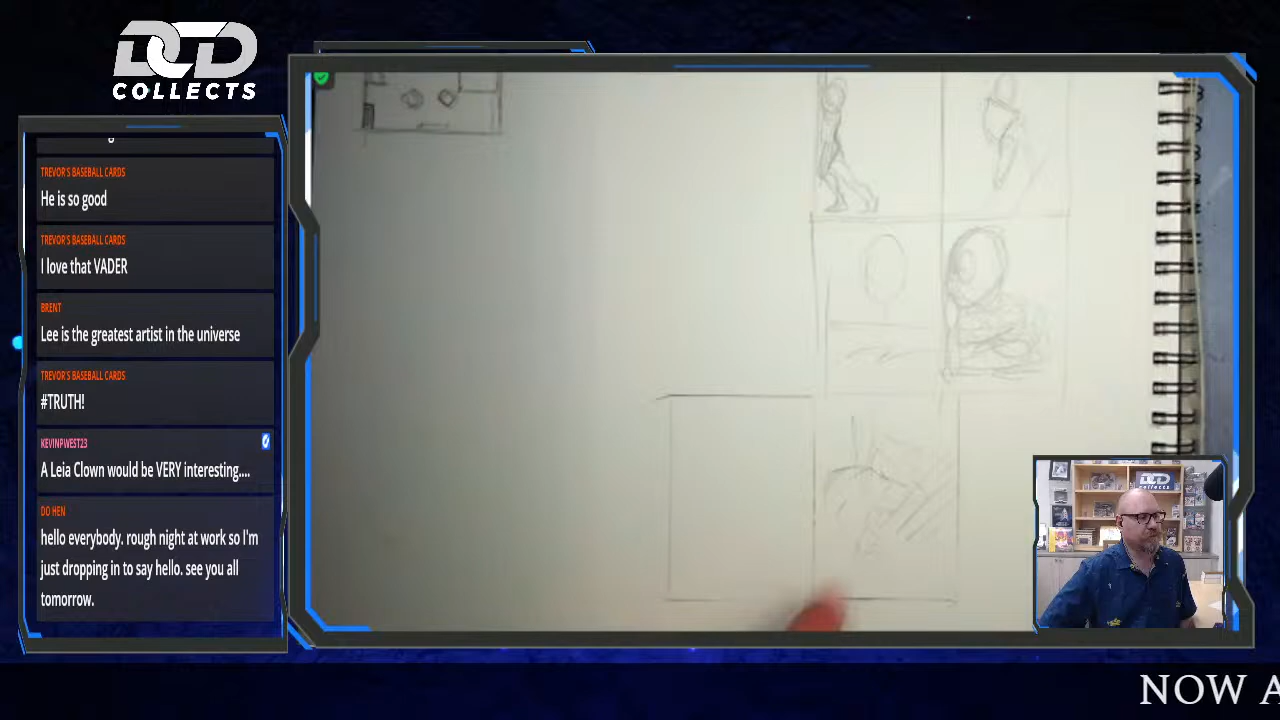 DCD
COLLECTS
TREVOR'S BASEBALL CARDS
He is so good
TREVOR'S BASEBALL CARDS
I love that VADER
BRENT
Lee is the greatest artist in the universe
TREVOR'S BASEBALL CARDS
#TRUTH!
KEVINPWEST23
A Leia Clown would be VERY interesting....
DO HEN
hello everybody. rough night at work so I'm
just dropping in to say hello. see you all
tomorrow.
DCD
COLLECTS
NOW A